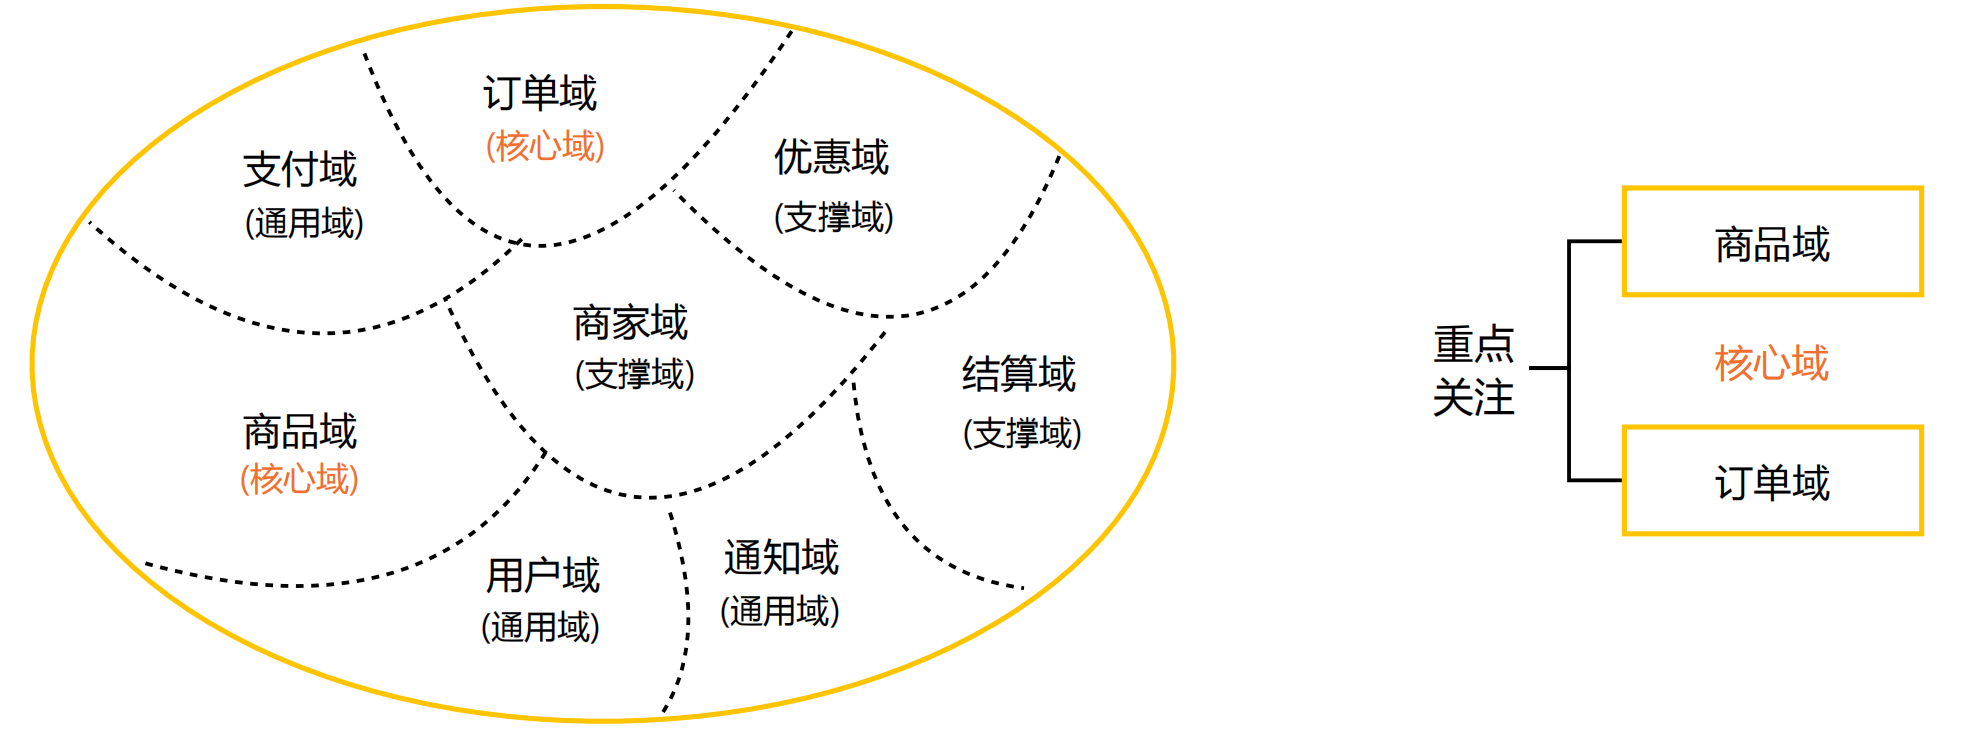 订单域
(核心域)
支付域
(通用域)
优惠域
(支撑域)
商家域
(支撑域)
结算域
(支撑域)
商品域
(核心域)
用户域
(通用域)
通知域
(通用域)
重点
关注
商品域
核心域
订单域